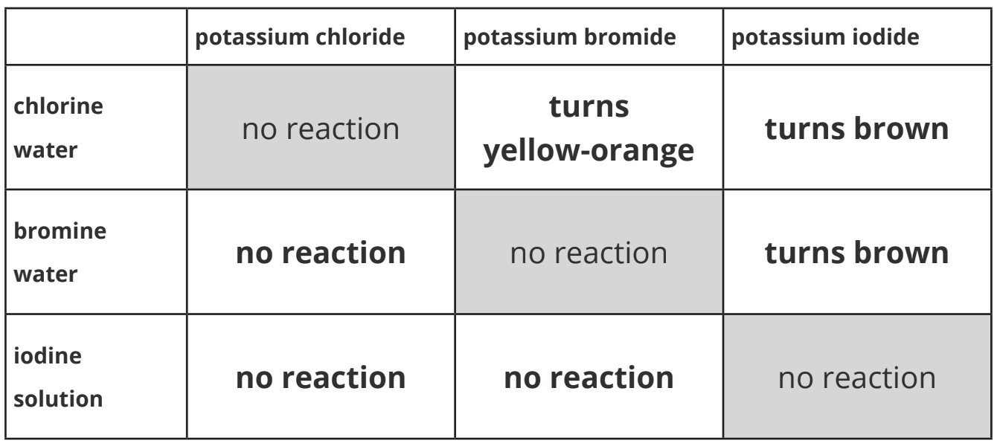 potassium chloride
potassium bromide
potassium iodide
chlorine
water
no reaction
turns
yellow-orange
turns brown
bromine
water
no reaction
no reaction
turns brown
iodine
solution
no reaction
no reaction
no reaction